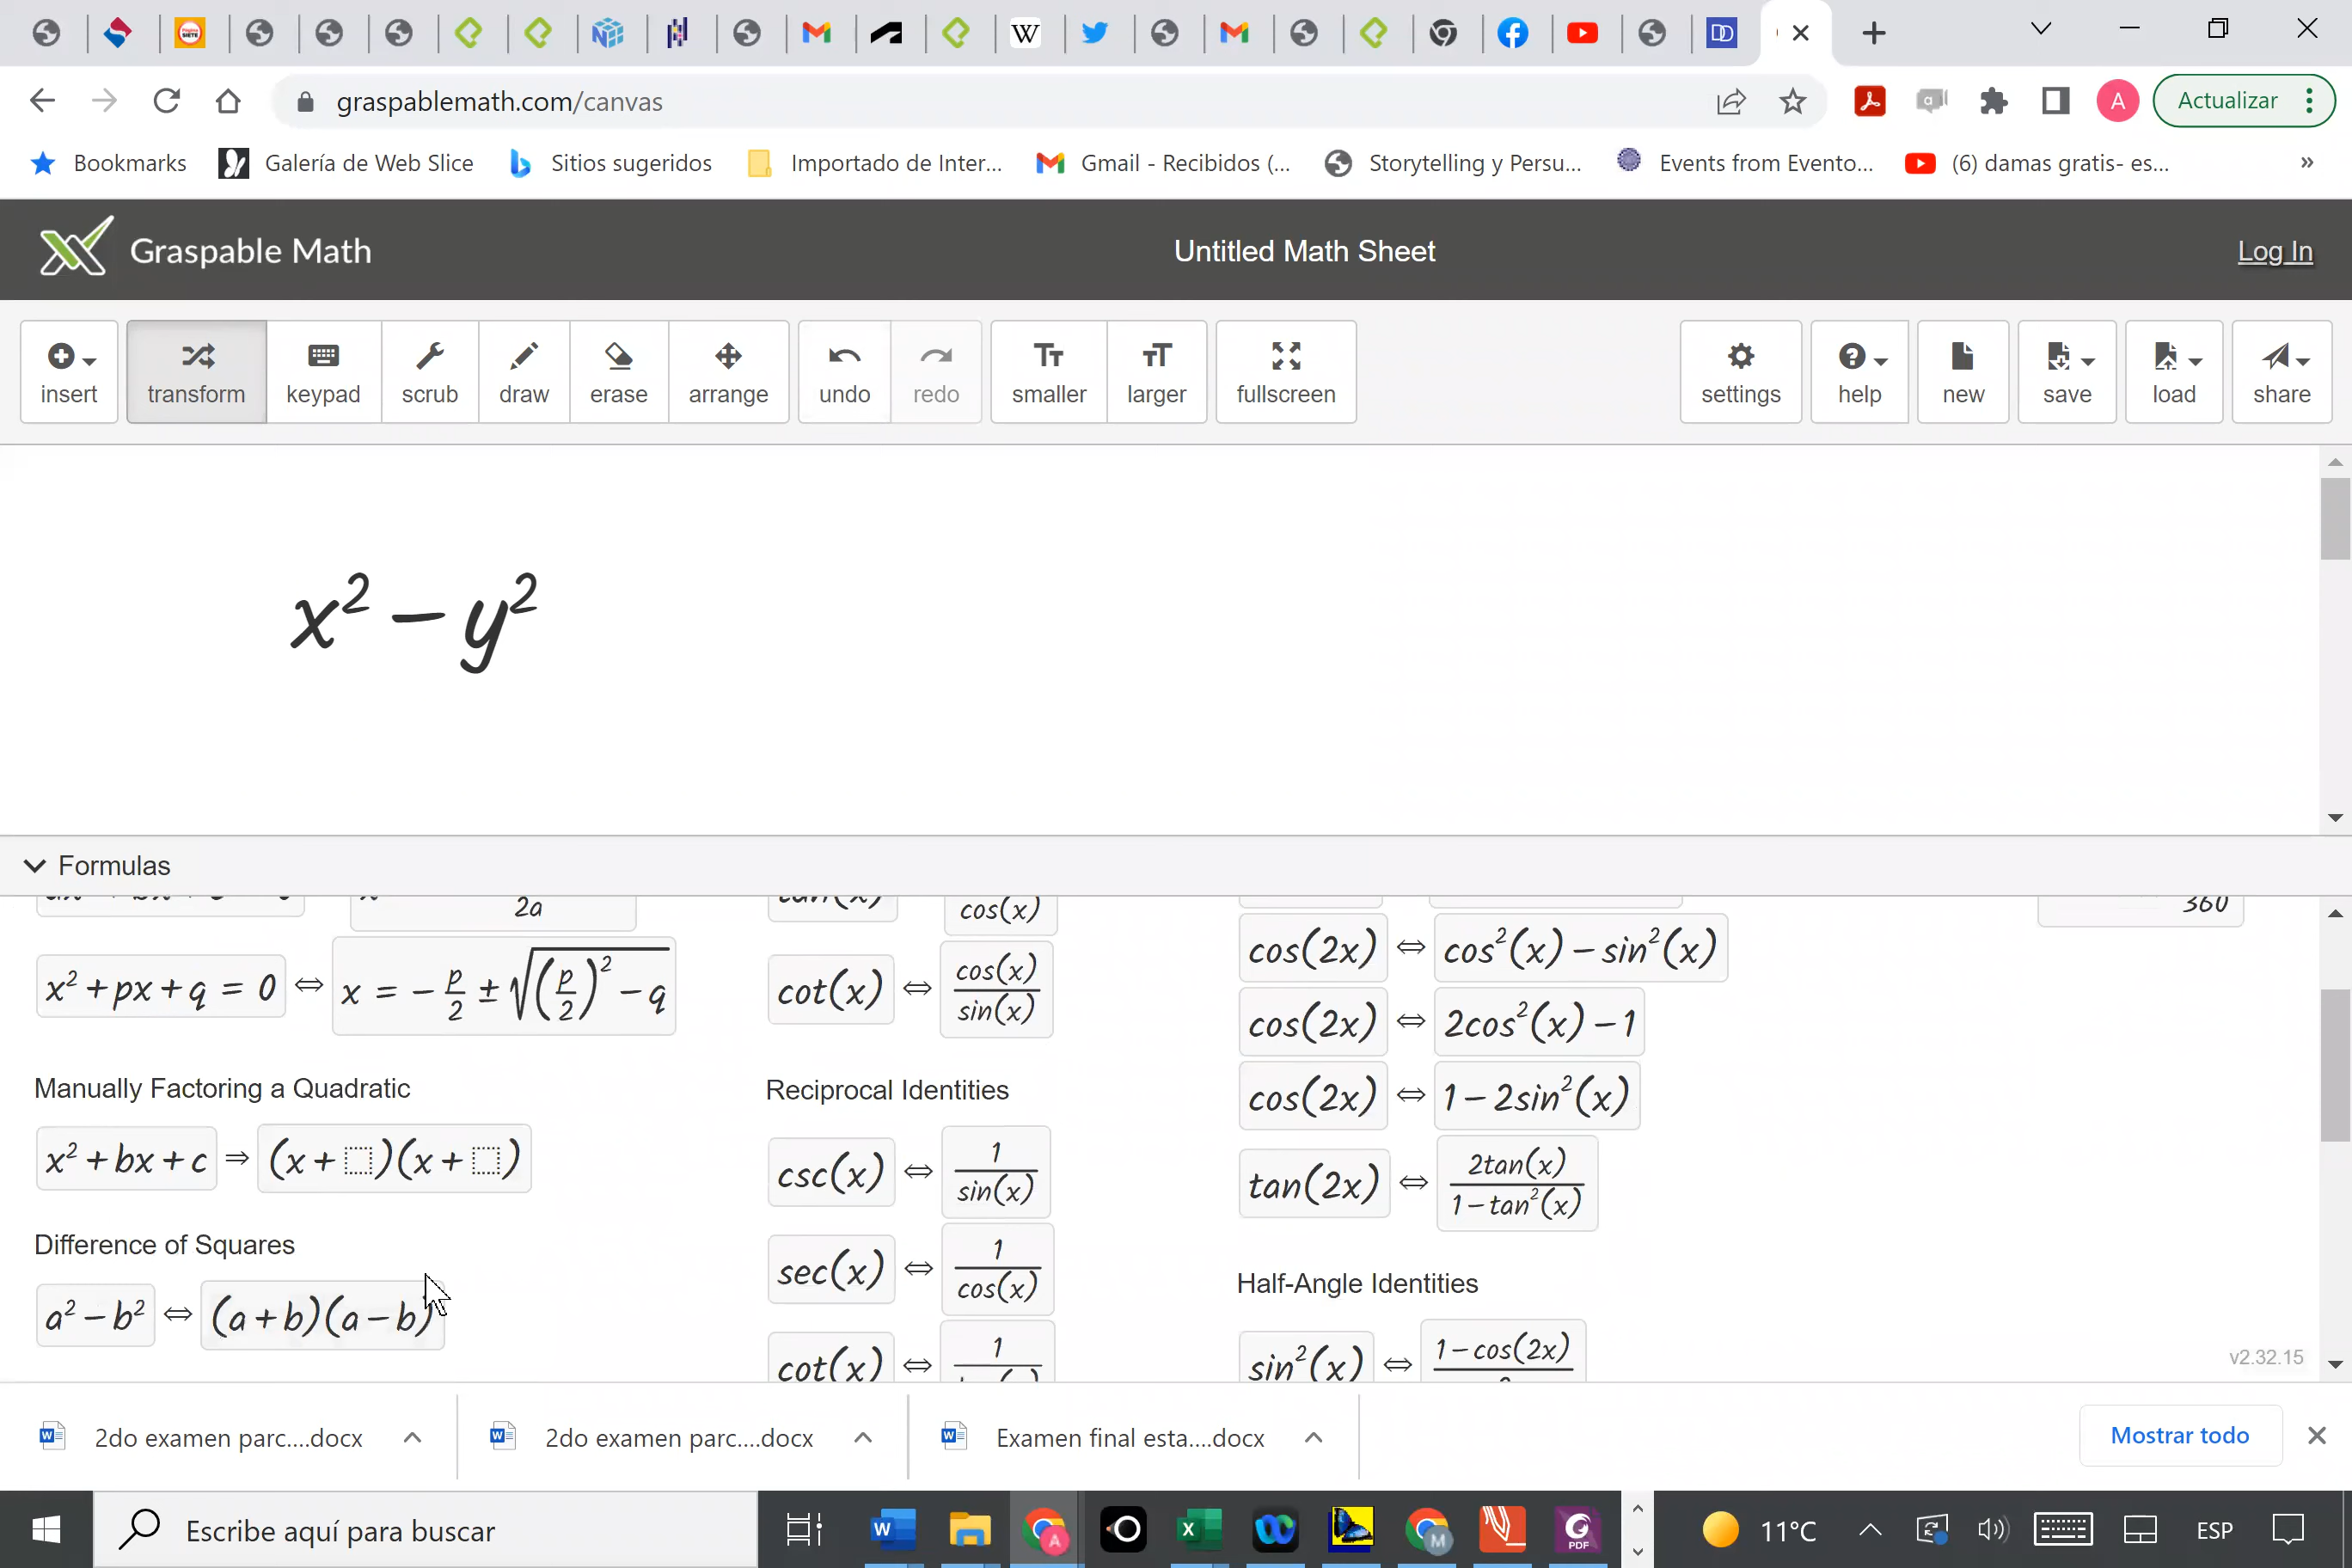 graspablemath.com/canvas
Actualizar
Bookmarks
Galería de Web Slice
Sitios sugeridos
Importado de Inter...
Gmail - Recibidos (...
Storytelling y Persu...
Events from Evento...
(6) damas gratis- es...
»
Graspable Math
Untitled Math Sheet
Log In
insert
transform
keypad
scrub
draw
erase
arrange
undo
redo
smaller
larger
fullscreen
settings
help
new
save
load
share
x² − y²
Formulas
2a
x² + px + q = 0 ⇔ x = − p/2 ± √((p/2)² − q)
Manually Factoring a Quadratic
x² + bx + c ⇒ (x + ⬚)(x + ⬚)
Difference of Squares
a² − b² ⇔ (a + b)(a − b)
cos(x)
cot(x) ⇔ cos(x)/sin(x)
Reciprocal Identities
csc(x) ⇔ 1/sin(x)
sec(x) ⇔ 1/cos(x)
cot(x) ⇔ 1
cos(2x) ⇔ cos²(x) − sin²(x)
cos(2x) ⇔ 2cos²(x) − 1
cos(2x) ⇔ 1 − 2sin²(x)
tan(2x) ⇔ 2tan(x)/1 − tan²(x)
Half-Angle Identities
sin²(x) ⇔ 1 − cos(2x)
360
v2.32.15
2do examen parc....docx
2do examen parc....docx
Examen final esta....docx
Mostrar todo
Escribe aquí para buscar
11°C
ESP